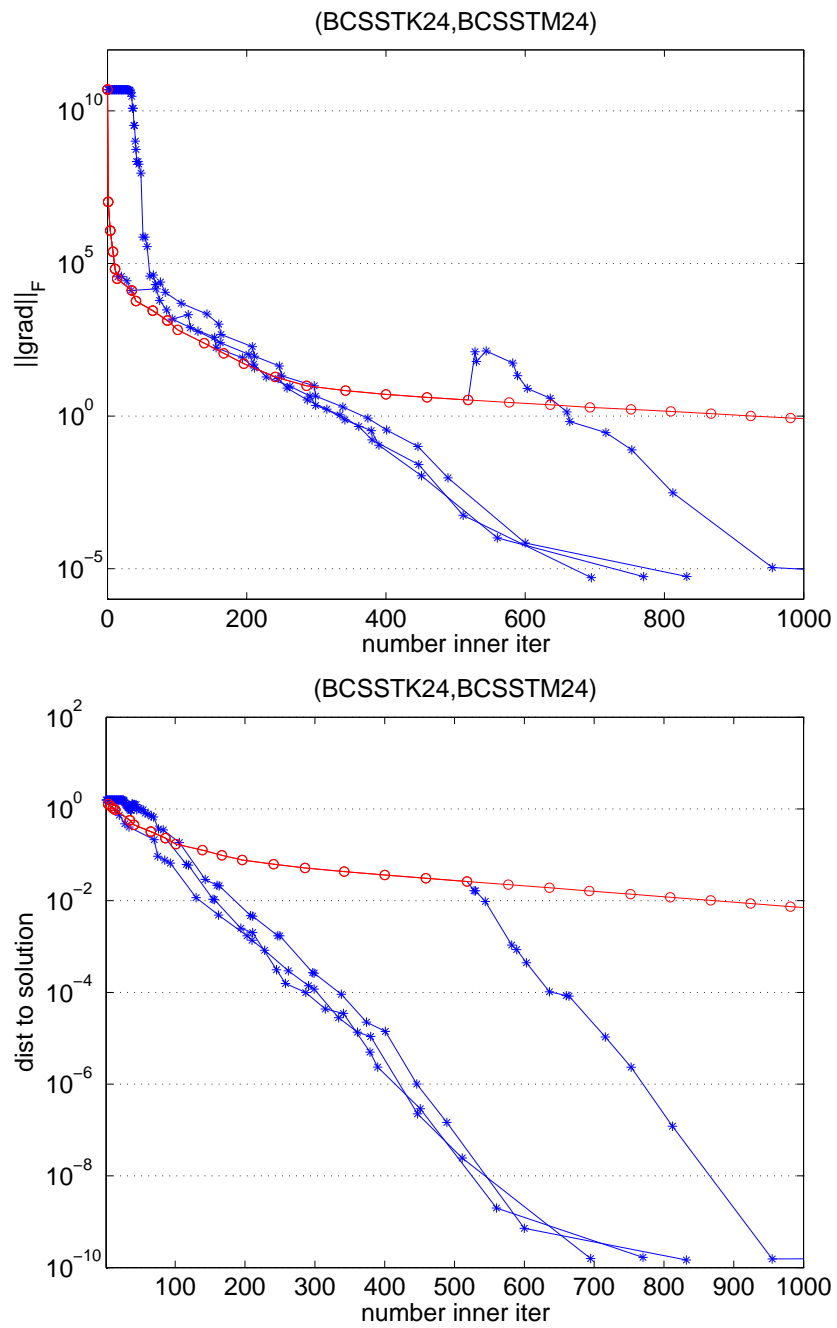 (BCSSTK24,BCSSTM24)
10^10
10^5
10^0
10^−5
||grad||_F
0 200 400 600 800 1000
number inner iter
(BCSSTK24,BCSSTM24)
10^2
10^0
10^−2
10^−4
10^−6
10^−8
10^−10
dist to solution
100 200 300 400 500 600 700 800 900 1000
number inner iter